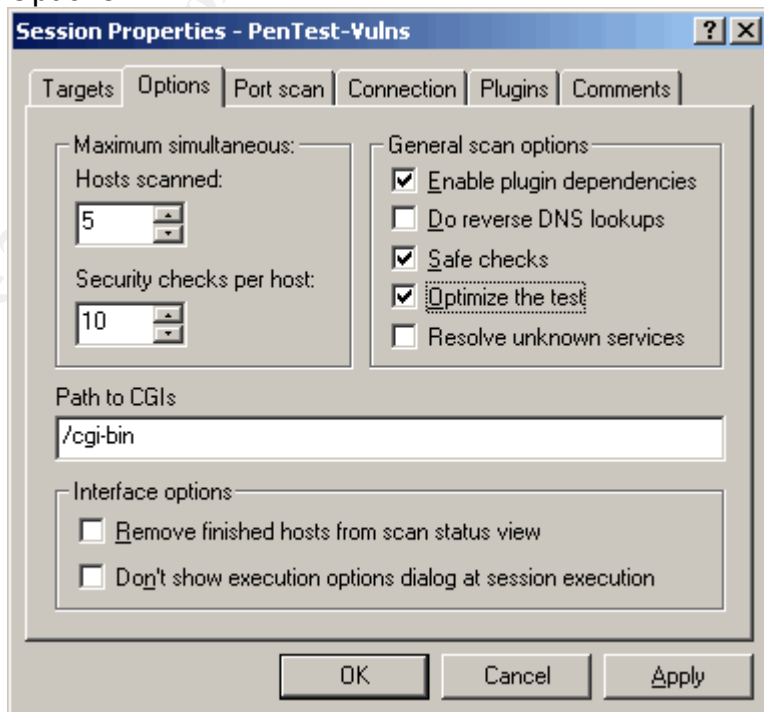 Session Properties - PenTest-Vulns
Targets Options Port scan Connection Plugins Comments
Maximum simultaneous:
Hosts scanned:
5
Security checks per host:
10
General scan options
Enable plugin dependencies
Do reverse DNS lookups
Safe checks
Optimize the test
Resolve unknown services
Path to CGIs
/cgi-bin
Interface options
Remove finished hosts from scan status view
Don't show execution options dialog at session execution
OK Cancel Apply